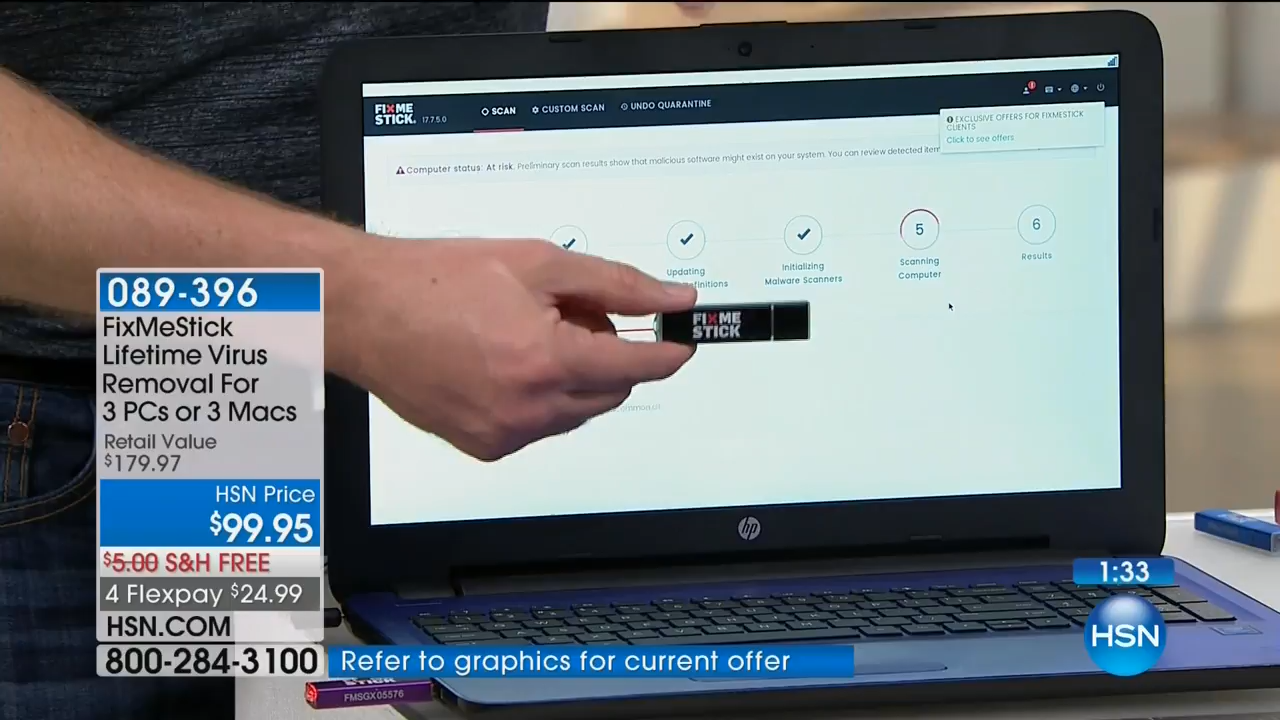 FIXME
STICK. 17.7.5.0
SCAN
CUSTOM SCAN
UNDO QUARANTINE
EXCLUSIVE OFFERS FOR FIXMESTICK
CLIENTS
Click to see offers
Computer status: At risk. Preliminary scan results show that malicious software might exist on your system. You can review detected
Updating
Initializing
Malware Scanners
5
Scanning
Computer
6
Results
FIXME
STICK
hp
089-396
FixMeStick
Lifetime Virus
Removal For
3 PCs or 3 Macs
Retail Value
$179.97
HSN Price
$99.95
$5.00 S&H FREE
4 Flexpay $24.99
HSN.COM
800-284-3100
Refer to graphics for current offer
1:33
HSN
FMSGX05576